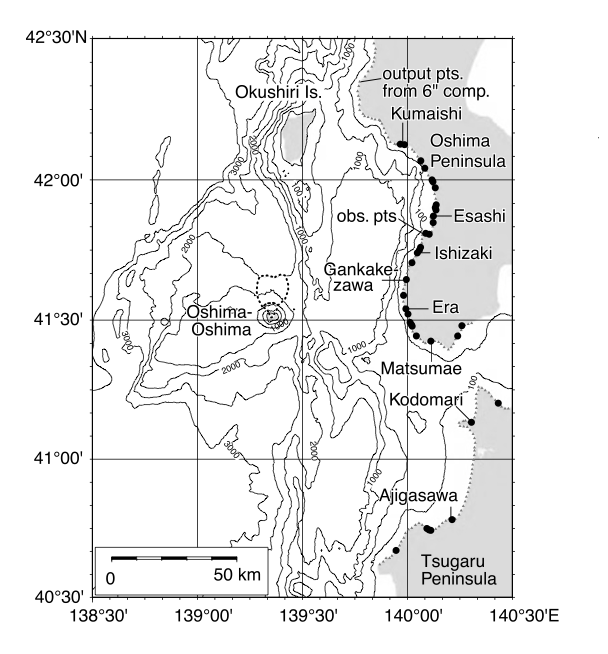 42°30'N
1000
output pts.
from 6" comp.
Okushiri Is.
Kumaishi
2000
Oshima
Peninsula
3000
1000
42°00'
100
100
obs. pts
Esashi
2000
1000
Ishizaki
Gankake-
zawa
Oshima-
Oshima
Era
41°30'
1000
3000
1000
2000
Matsumae
100
Kodomari
3000
2000
41°00'
1000
Ajigasawa
0
50 km
Tsugaru
Peninsula
40°30'
138°30'
139°00'
139°30'
140°00'
140°30'E